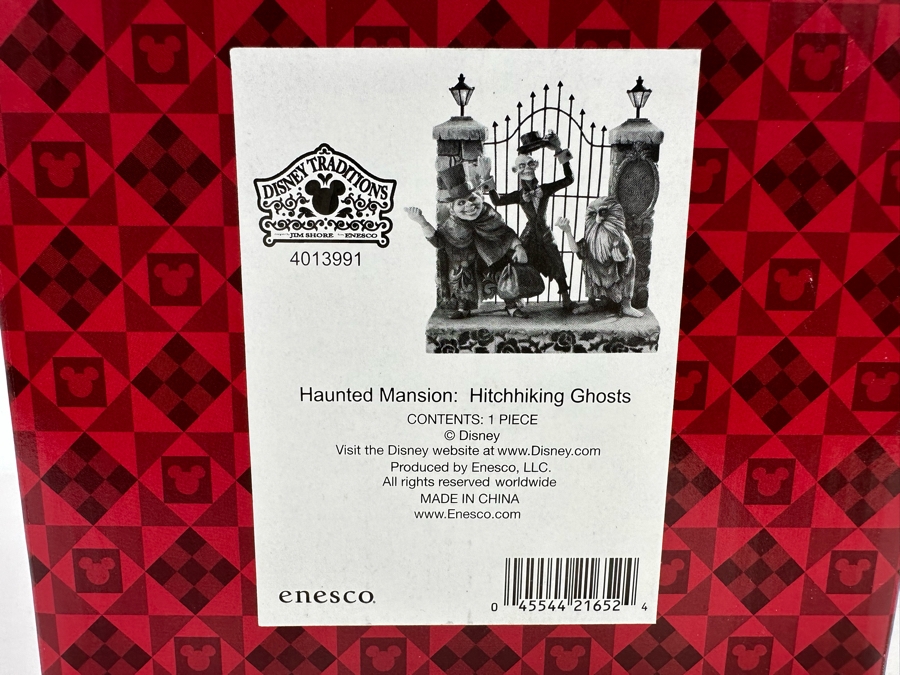 DISNEY TRADITIONS
JIM SHORE ENESCO
4013991
Haunted Mansion: Hitchhiking Ghosts
CONTENTS: 1 PIECE
© Disney
Visit the Disney website at www.Disney.com
Produced by Enesco, LLC.
All rights reserved worldwide
MADE IN CHINA
www.Enesco.com
enesco.
0 45544 21652 4